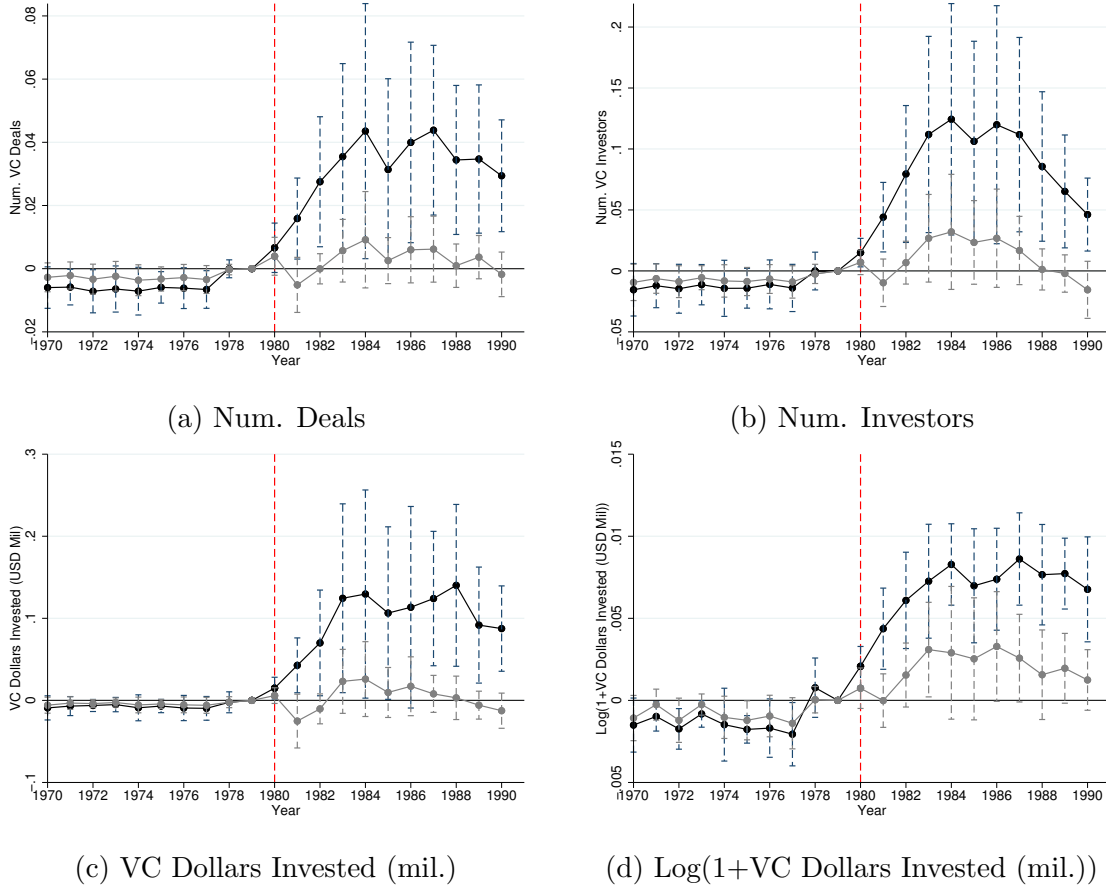 Num. VC Deals
.08
.06
.04
.02
0
-.02
1970 1972 1974 1976 1978 1980 1982 1984 1986 1988 1990
Year
(a) Num. Deals
Num. VC Investors
.2
.15
.1
.05
0
-.05
1970 1972 1974 1976 1978 1980 1982 1984 1986 1988 1990
Year
(b) Num. Investors
VC Dollars Invested (USD Mil)
.3
.2
.1
0
-.1
1970 1972 1974 1976 1978 1980 1982 1984 1986 1988 1990
Year
(c) VC Dollars Invested (mil.)
Log(1+VC Dollars Invested (USD Mil))
.015
.01
.005
0
-.005
1970 1972 1974 1976 1978 1980 1982 1984 1986 1988 1990
Year
(d) Log(1+VC Dollars Invested (mil.))